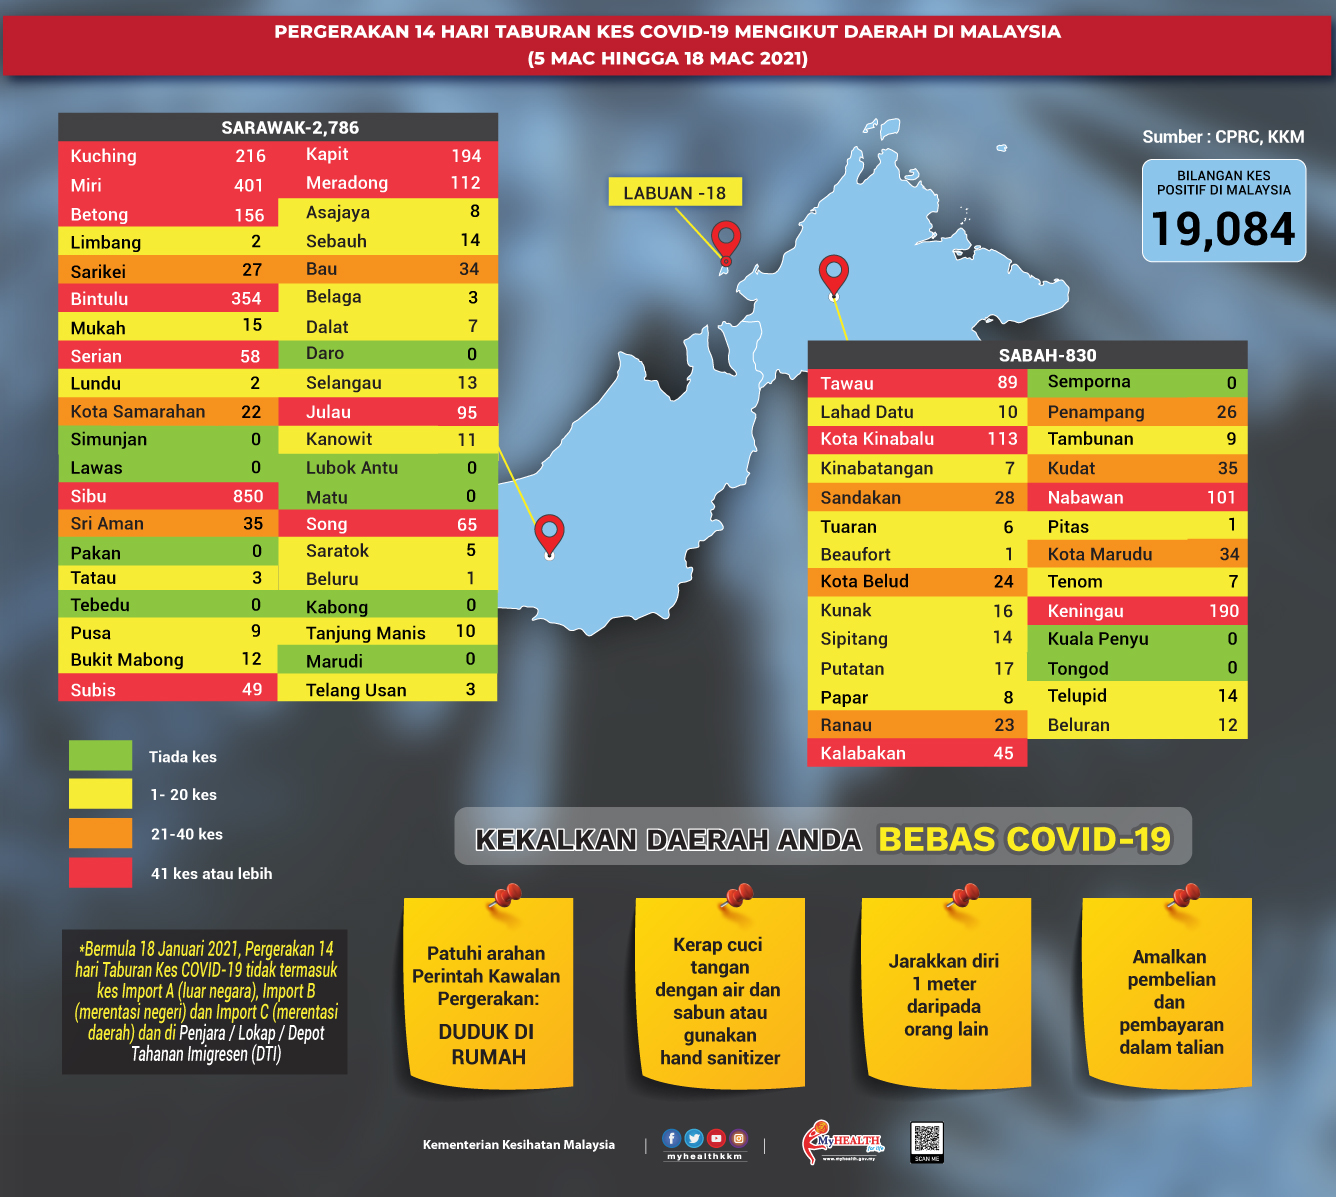 PERGERAKAN 14 HARI TABURAN KES COVID-19 MENGIKUT DAERAH DI MALAYSIA
(5 MAC HINGGA 18 MAC 2021)
Sumber : CPRC, KKM
BILANGAN KES
POSITIF DI MALAYSIA
19,084
LABUAN -18
SARAWAK-2,786
Kuching 216 Kapit 194
Miri 401 Meradong 112
Betong 156 Asajaya 8
Limbang 2 Sebauh 14
Sarikei 27 Bau 34
Bintulu 354 Belaga 3
Mukah 15 Dalat 7
Serian 58 Daro 0
Lundu 2 Selangau 13
Kota Samarahan 22 Julau 95
Simunjan 0 Kanowit 11
Lawas 0 Lubok Antu 0
Sibu 850 Matu 0
Sri Aman 35 Song 65
Pakan 0 Saratok 5
Tatau 3 Beluru 1
Tebedu 0 Kabong 0
Pusa 9 Tanjung Manis 10
Bukit Mabong 12 Marudi 0
Subis 49 Telang Usan 3
SABAH-830
Tawau 89 Semporna 0
Lahad Datu 10 Penampang 26
Kota Kinabalu 113 Tambunan 9
Kinabatangan 7 Kudat 35
Sandakan 28 Nabawan 101
Tuaran 6 Pitas 1
Beaufort 1 Kota Marudu 34
Kota Belud 24 Tenom 7
Kunak 16 Keningau 190
Sipitang 14 Kuala Penyu 0
Putatan 17 Tongod 0
Papar 8 Telupid 14
Ranau 23 Beluran 12
Kalabakan 45
Tiada kes
1- 20 kes
21-40 kes
41 kes atau lebih
*Bermula 18 Januari 2021, Pergerakan 14
hari Taburan Kes COVID-19 tidak termasuk
kes Import A (luar negara), Import B
(merentasi negeri) dan Import C (merentasi
daerah) dan di Penjara / Lokap / Depot
Tahanan Imigresen (DTI)
KEKALKAN DAERAH ANDA BEBAS COVID-19
Patuhi arahan
Perintah Kawalan
Pergerakan:
DUDUK DI
RUMAH
Kerap cuci
tangan
dengan air dan
sabun atau
gunakan
hand sanitizer
Jarakkan diri
1 meter
daripada
orang lain
Amalkan
pembelian
dan
pembayaran
dalam talian
Kementerian Kesihatan Malaysia
myhealthkkm
MyHEALTH
for life
www.myhealth.gov.my
SCAN ME